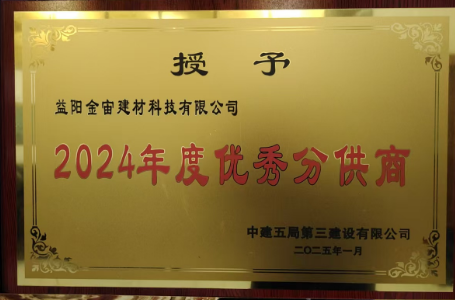 授予
益阳金宙建材科技有限公司
2024年度优秀分供商
中建五局第三建设有限公司
二〇二五年一月